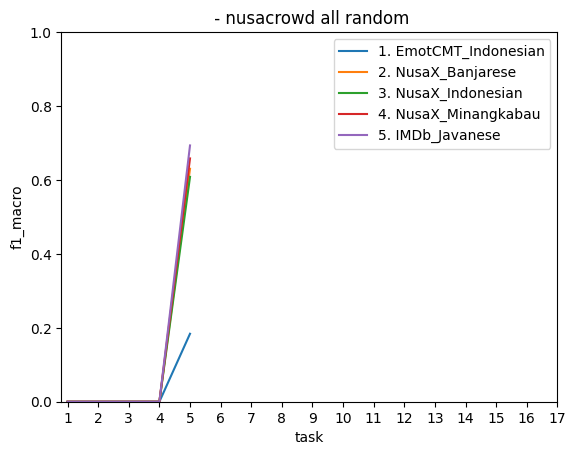 - nusacrowd all random
1.0
0.8
0.6
0.4
0.2
0.0
f1_macro
1. EmotCMT_Indonesian
2. NusaX_Banjarese
3. NusaX_Indonesian
4. NusaX_Minangkabau
5. IMDb_Javanese
1 2 3 4 5 6 7 8 9 10 11 12 13 14 15 16 17
task